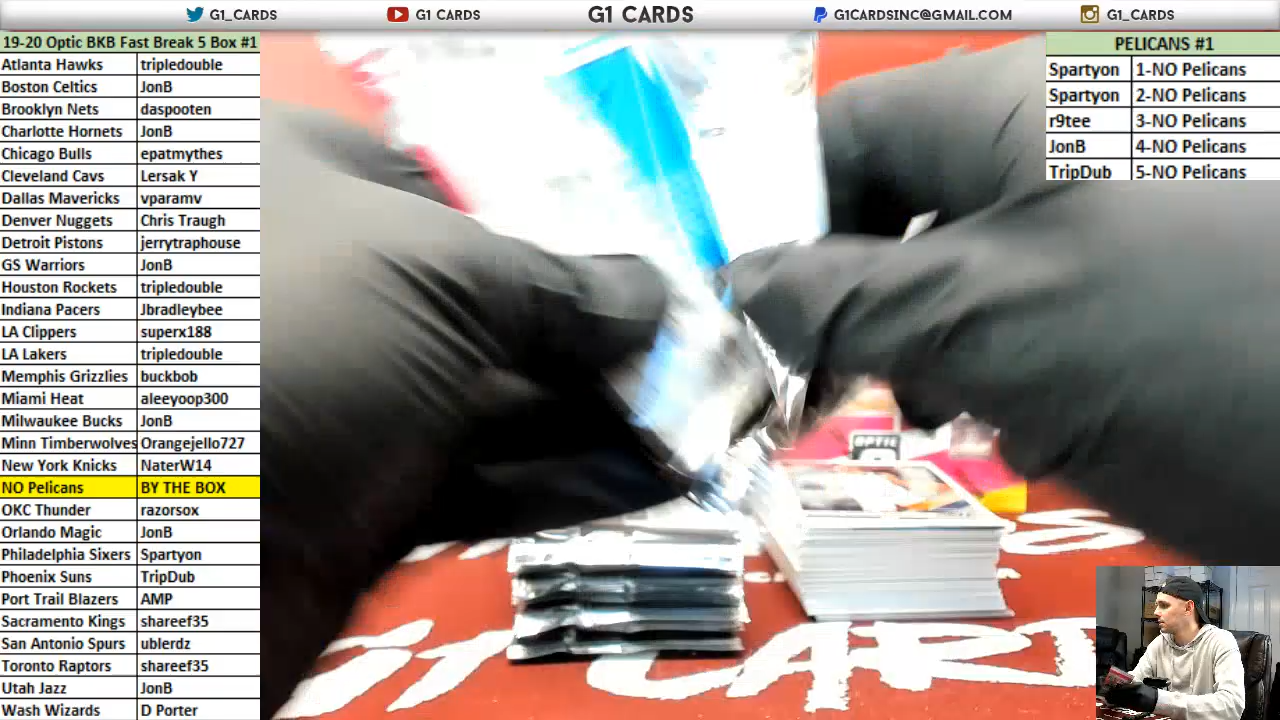 G1_CARDS G1 CARDS G1 CARDS G1CARDSINC@GMAIL.COM G1_CARDS
19-20 Optic BKB Fast Break 5 Box #1
Atlanta Hawks tripledouble
Boston Celtics JonB
Brooklyn Nets daspooten
Charlotte Hornets JonB
Chicago Bulls epatmythes
Cleveland Cavs Lersak Y
Dallas Mavericks vparamv
Denver Nuggets Chris Traugh
Detroit Pistons jerrytraphouse
GS Warriors JonB
Houston Rockets tripledouble
Indiana Pacers Jbradleybee
LA Clippers superx188
LA Lakers tripledouble
Memphis Grizzlies buckbob
Miami Heat aleeyoop300
Milwaukee Bucks JonB
Minn Timberwolves Orangejello727
New York Knicks NaterW14
NO Pelicans BY THE BOX
OKC Thunder razorsox
Orlando Magic JonB
Philadelphia Sixers Spartyon
Phoenix Suns TripDub
Port Trail Blazers AMP
Sacramento Kings shareef35
San Antonio Spurs ublerdz
Toronto Raptors shareef35
Utah Jazz JonB
Wash Wizards D Porter
PELICANS #1
Spartyon 1-NO Pelicans
Spartyon 2-NO Pelicans
r9tee 3-NO Pelicans
JonB 4-NO Pelicans
TripDub 5-NO Pelicans
OPTIC
G1 CARD